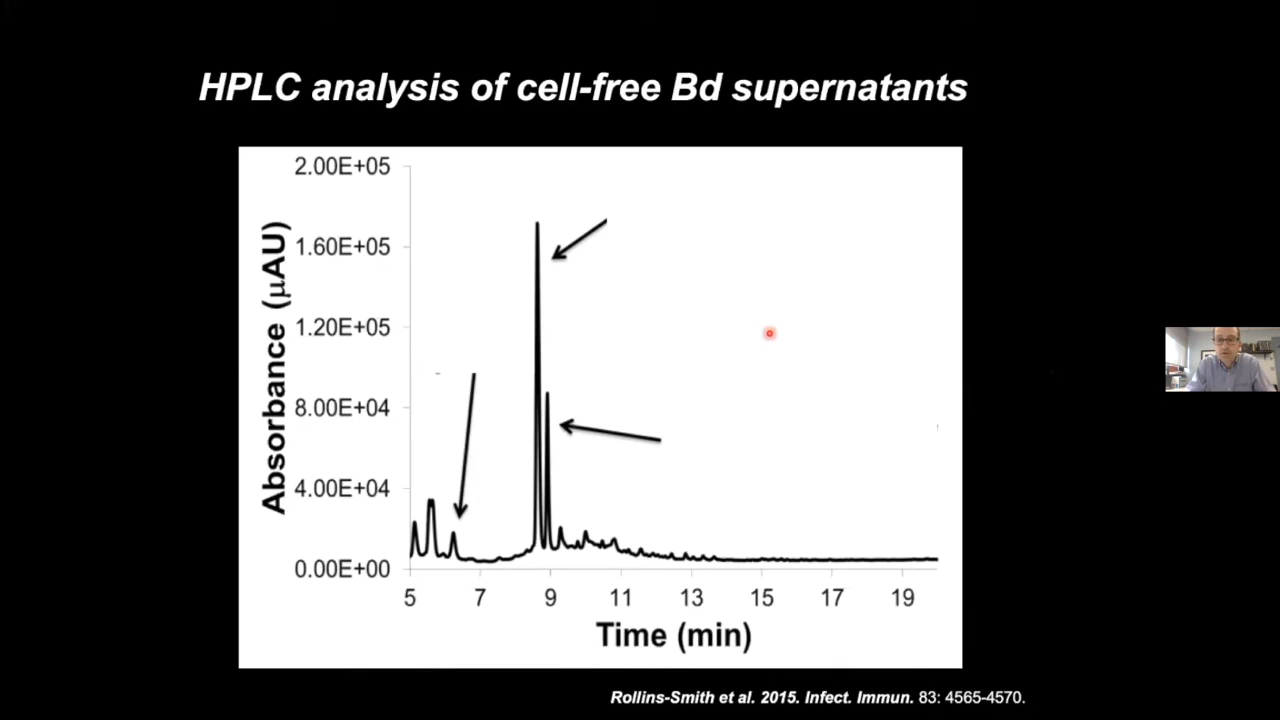 HPLC analysis of cell-free Bd supernatants
2.00E+05
1.60E+05
1.20E+05
8.00E+04
4.00E+04
0.00E+00
Absorbance (μAU)
5 7 9 11 13 15 17 19
Time (min)
Rollins-Smith et al. 2015. Infect. Immun. 83: 4565-4570.